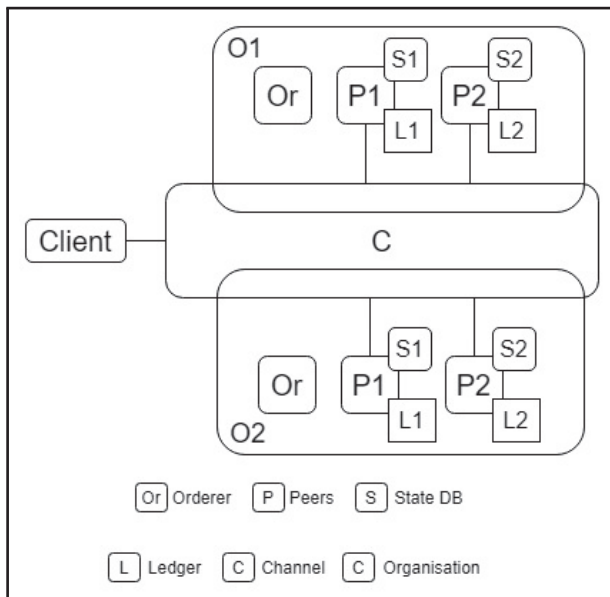 O1
S1
S2
Or
P1
P2
L1
L2
Client
C
S1
S2
Or
P1
P2
L1
L2
O2
Or Orderer P Peers S State DB
L Ledger C Channel C Organisation